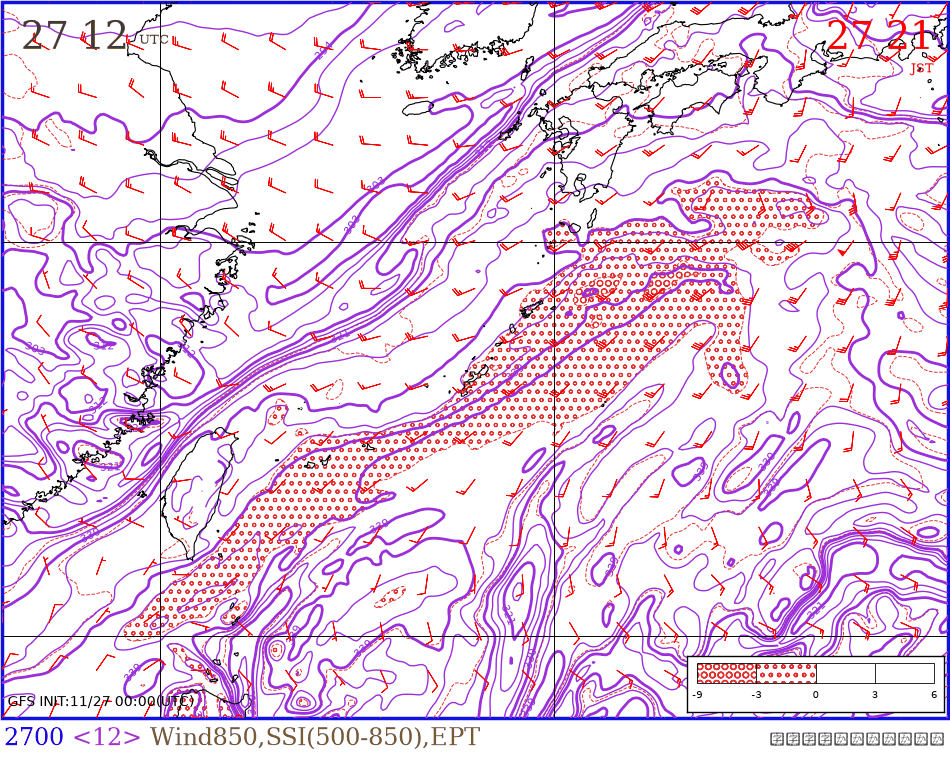 27 12 UTC
27 21
JST
GFS INIT:11/27 00:00(UTC)
-9 -3 0 3 6
2700 <12> Wind850,SSI(500-850),EPT